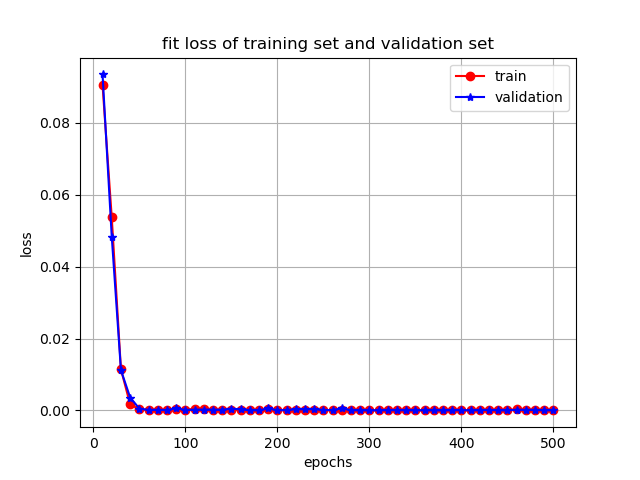 fit loss of training set and validation set
train
validation
0.08
0.06
0.04
0.02
0.00
loss
0
100
200
300
400
500
epochs